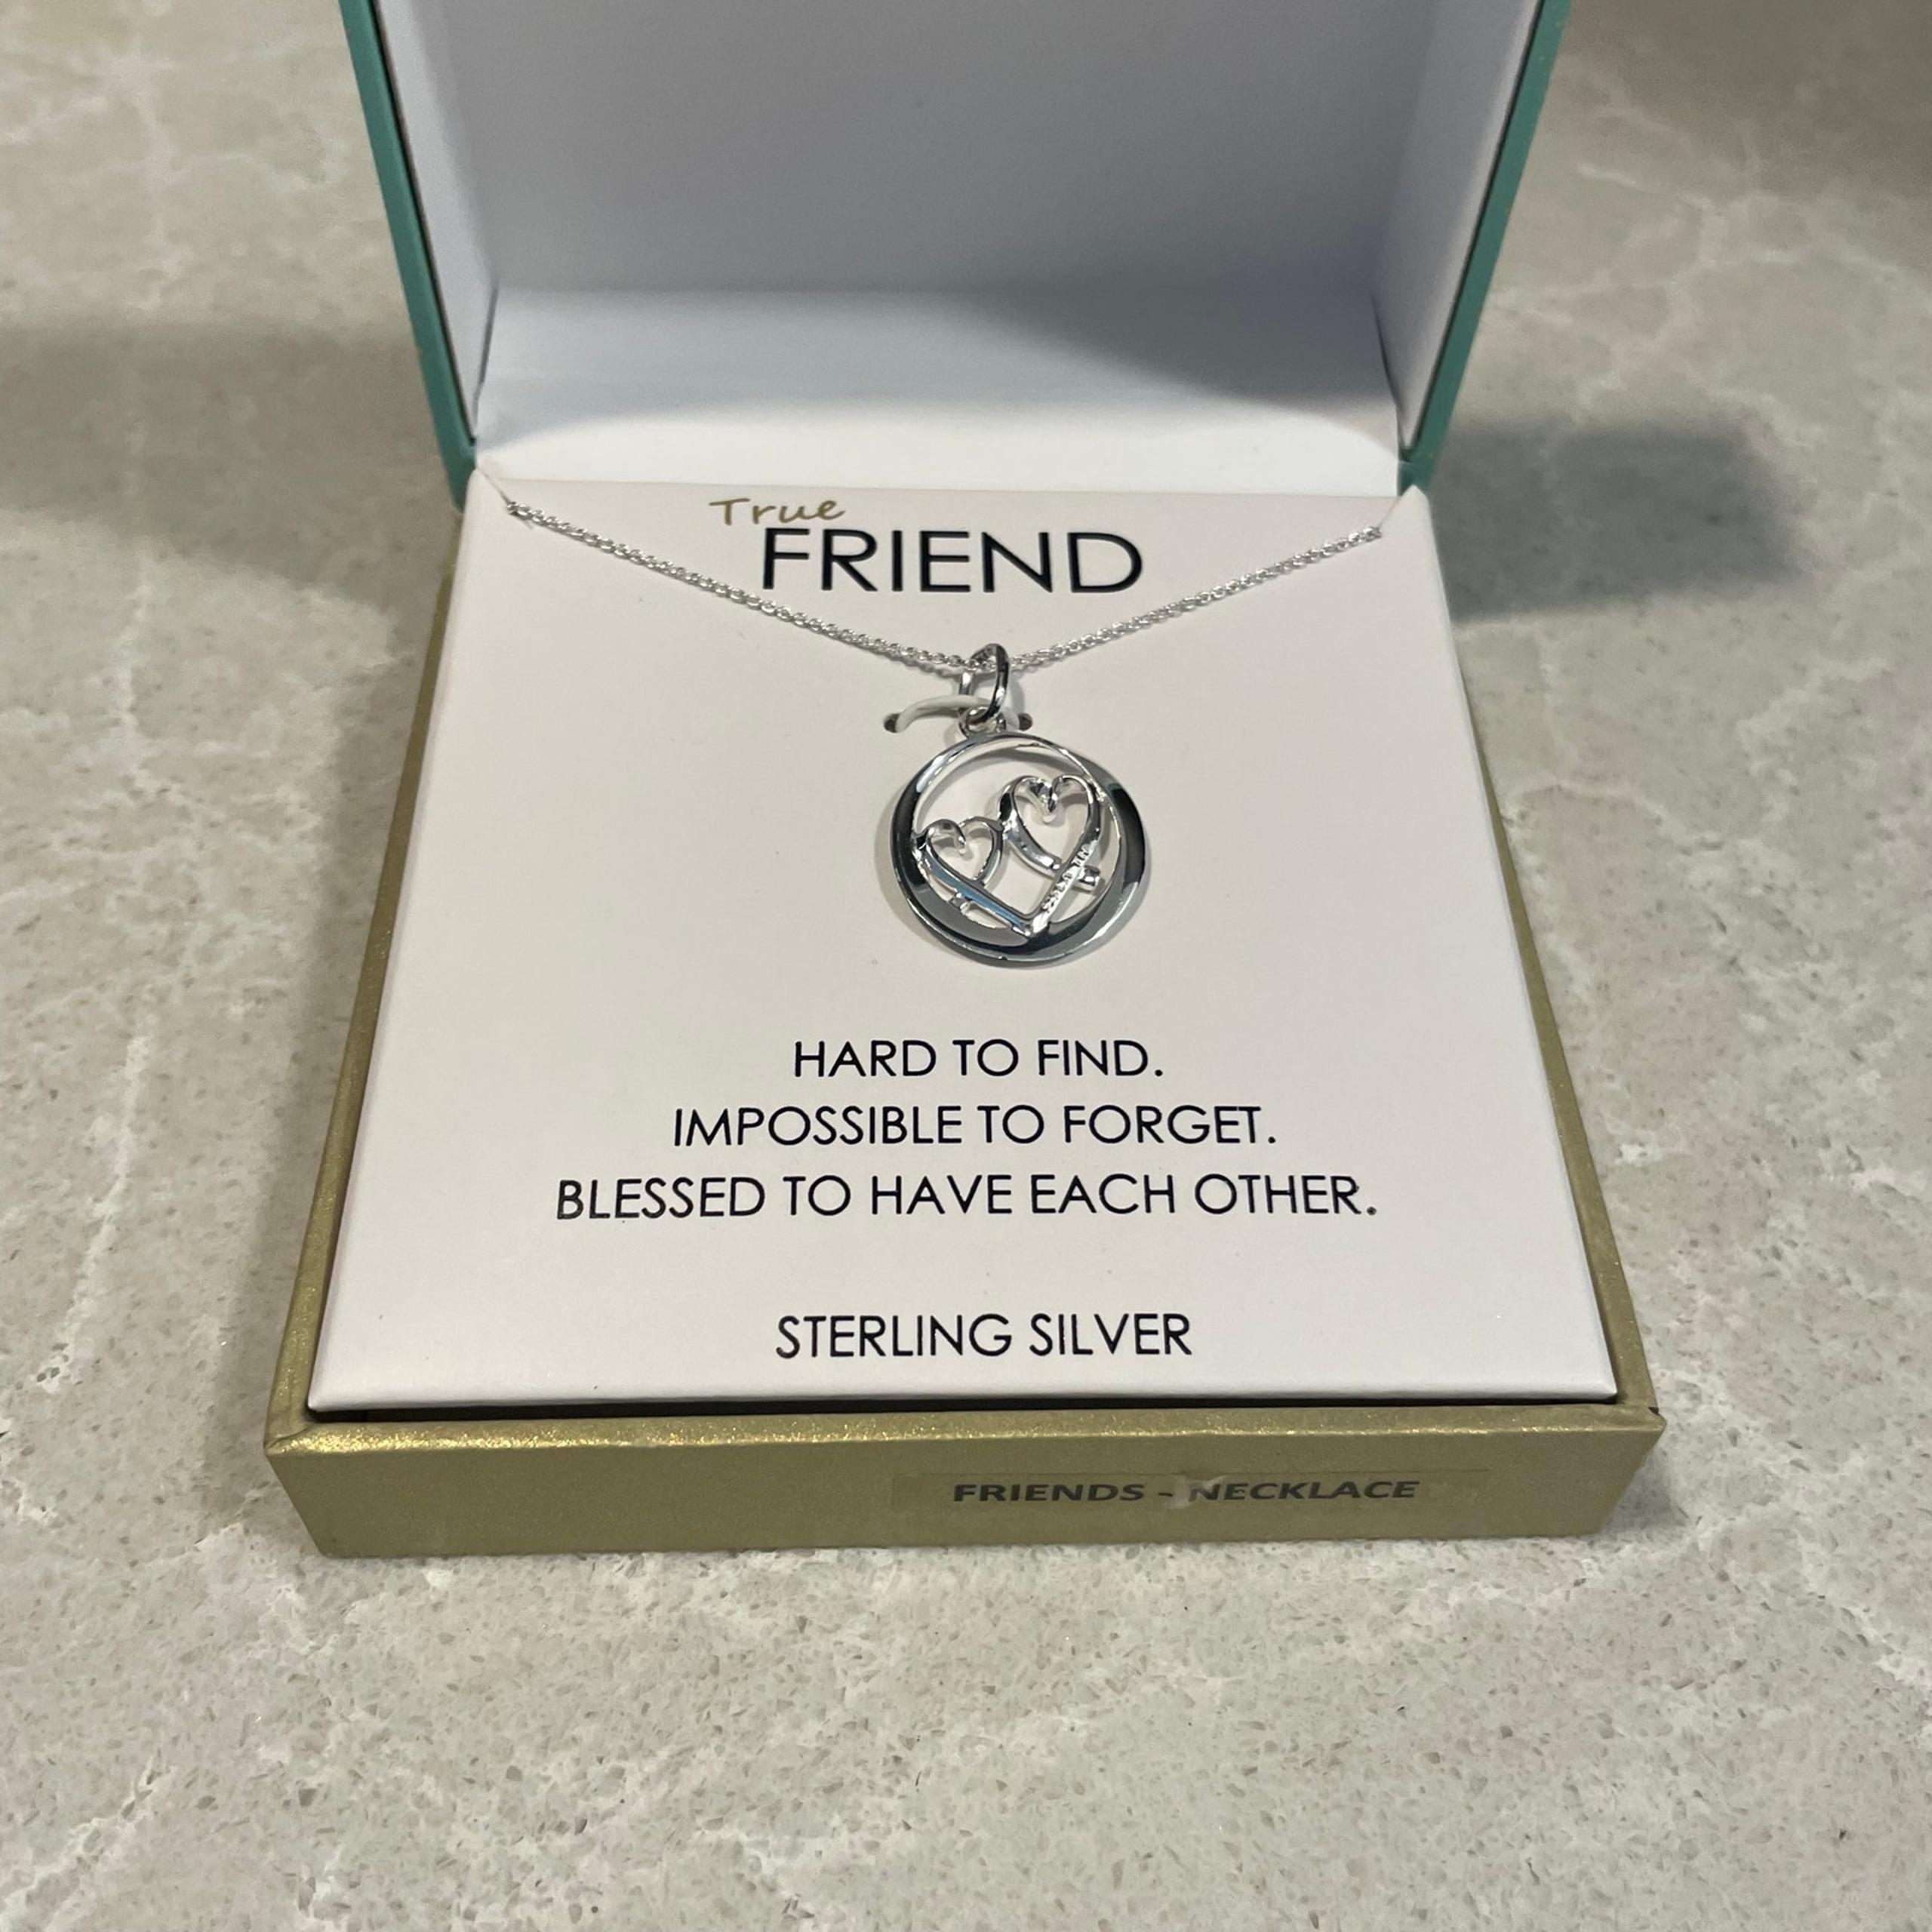 True
FRIEND
HARD TO FIND.
IMPOSSIBLE TO FORGET.
BLESSED TO HAVE EACH OTHER.
STERLING SILVER
FRIENDS - NECKLACE